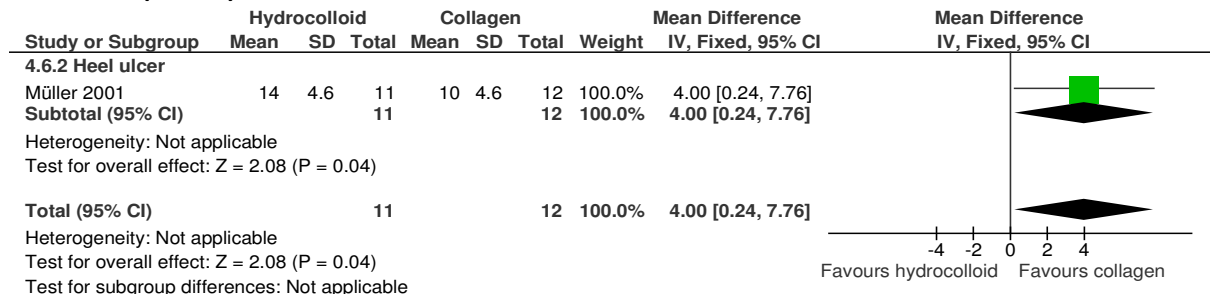 Hydrocolloid Collagen Mean Difference Mean Difference
Study or Subgroup Mean SD Total Mean SD Total Weight IV, Fixed, 95% CI IV, Fixed, 95% CI
4.6.2 Heel ulcer
Müller 2001 14 4.6 11 10 4.6 12 100.0% 4.00 [0.24, 7.76]
Subtotal (95% CI) 11 12 100.0% 4.00 [0.24, 7.76]
Heterogeneity: Not applicable
Test for overall effect: Z = 2.08 (P = 0.04)
Total (95% CI) 11 12 100.0% 4.00 [0.24, 7.76]
Heterogeneity: Not applicable
Test for overall effect: Z = 2.08 (P = 0.04)
Test for subgroup differences: Not applicable
-4 -2 0 2 4
Favours hydrocolloid Favours collagen